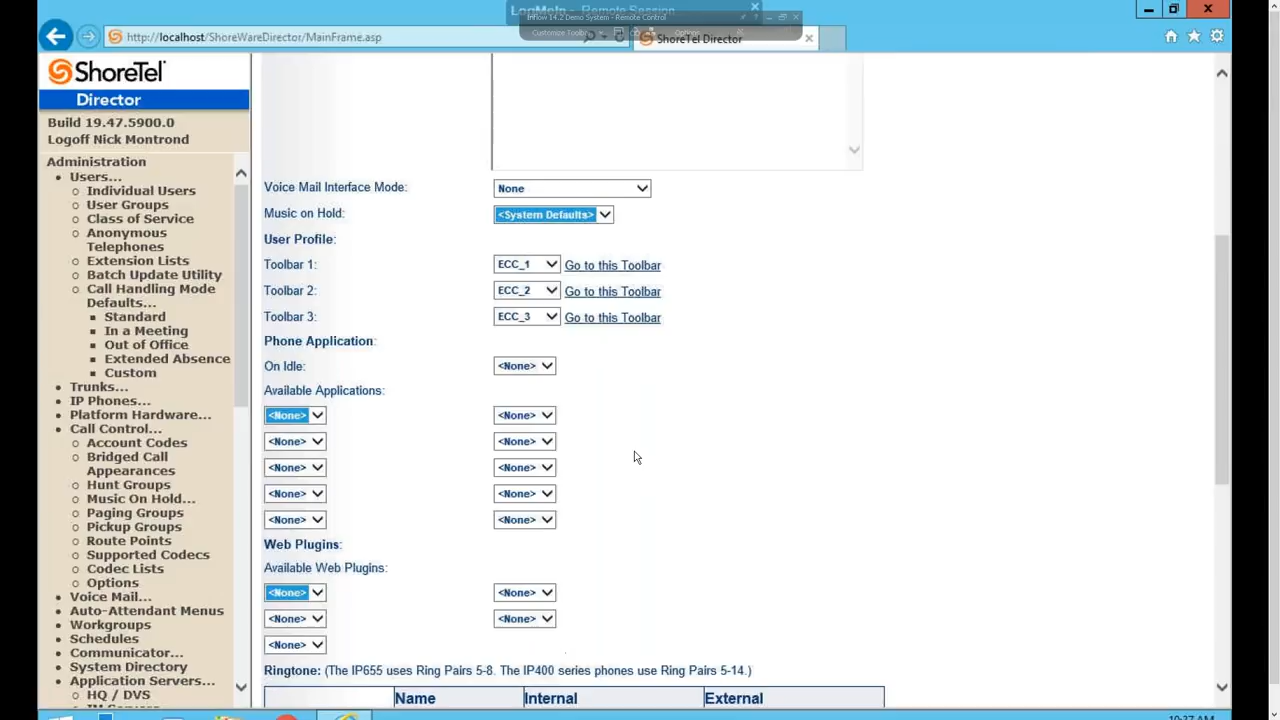 Inflow 14.2 Demo System - Remote Control
http://localhost/ShoreWareDirector/MainFrame.asp
ShoreTel Director
ShoreTel
Director
Build 19.47.5900.0
Logoff Nick Montrond
Administration
Users...
Individual Users
User Groups
Class of Service
Anonymous
Telephones
Extension Lists
Batch Update Utility
Call Handling Mode
Defaults...
Standard
In a Meeting
Out of Office
Extended Absence
Custom
Trunks...
IP Phones...
Platform Hardware...
Call Control...
Account Codes
Bridged Call
Appearances
Hunt Groups
Music On Hold...
Paging Groups
Pickup Groups
Route Points
Supported Codecs
Codec Lists
Options
Voice Mail...
Auto-Attendant Menus
Workgroups
Schedules
Communicator...
System Directory
Application Servers...
HQ / DVS
Voice Mail Interface Mode: None
Music on Hold: <System Defaults>
User Profile:
Toolbar 1: ECC_1 Go to this Toolbar
Toolbar 2: ECC_2 Go to this Toolbar
Toolbar 3: ECC_3 Go to this Toolbar
Phone Application:
On Idle: <None>
Available Applications:
<None> <None>
<None> <None>
<None> <None>
<None> <None>
<None> <None>
Web Plugins:
Available Web Plugins:
<None> <None>
<None> <None>
<None>
Ringtone: (The IP655 uses Ring Pairs 5-8. The IP400 series phones use Ring Pairs 5-14.)
Name Internal External